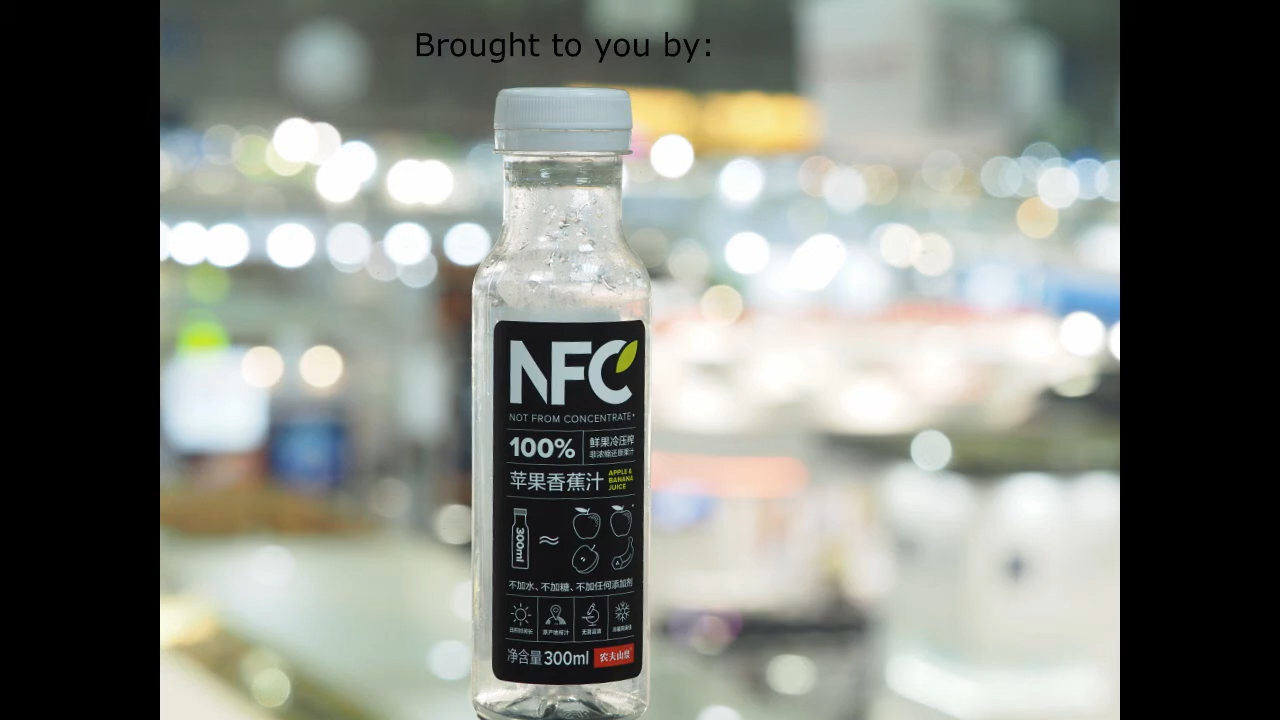 Brought to you by:
NFC
NOT FROM CONCENTRATE
100%
鲜果冷压榨
非浓缩还原果汁
苹果香蕉汁
APPLE &
BANANA
JUICE
300ml
≈
不加水、不加糖、不加任何添加剂
净含量300ml
农夫山泉